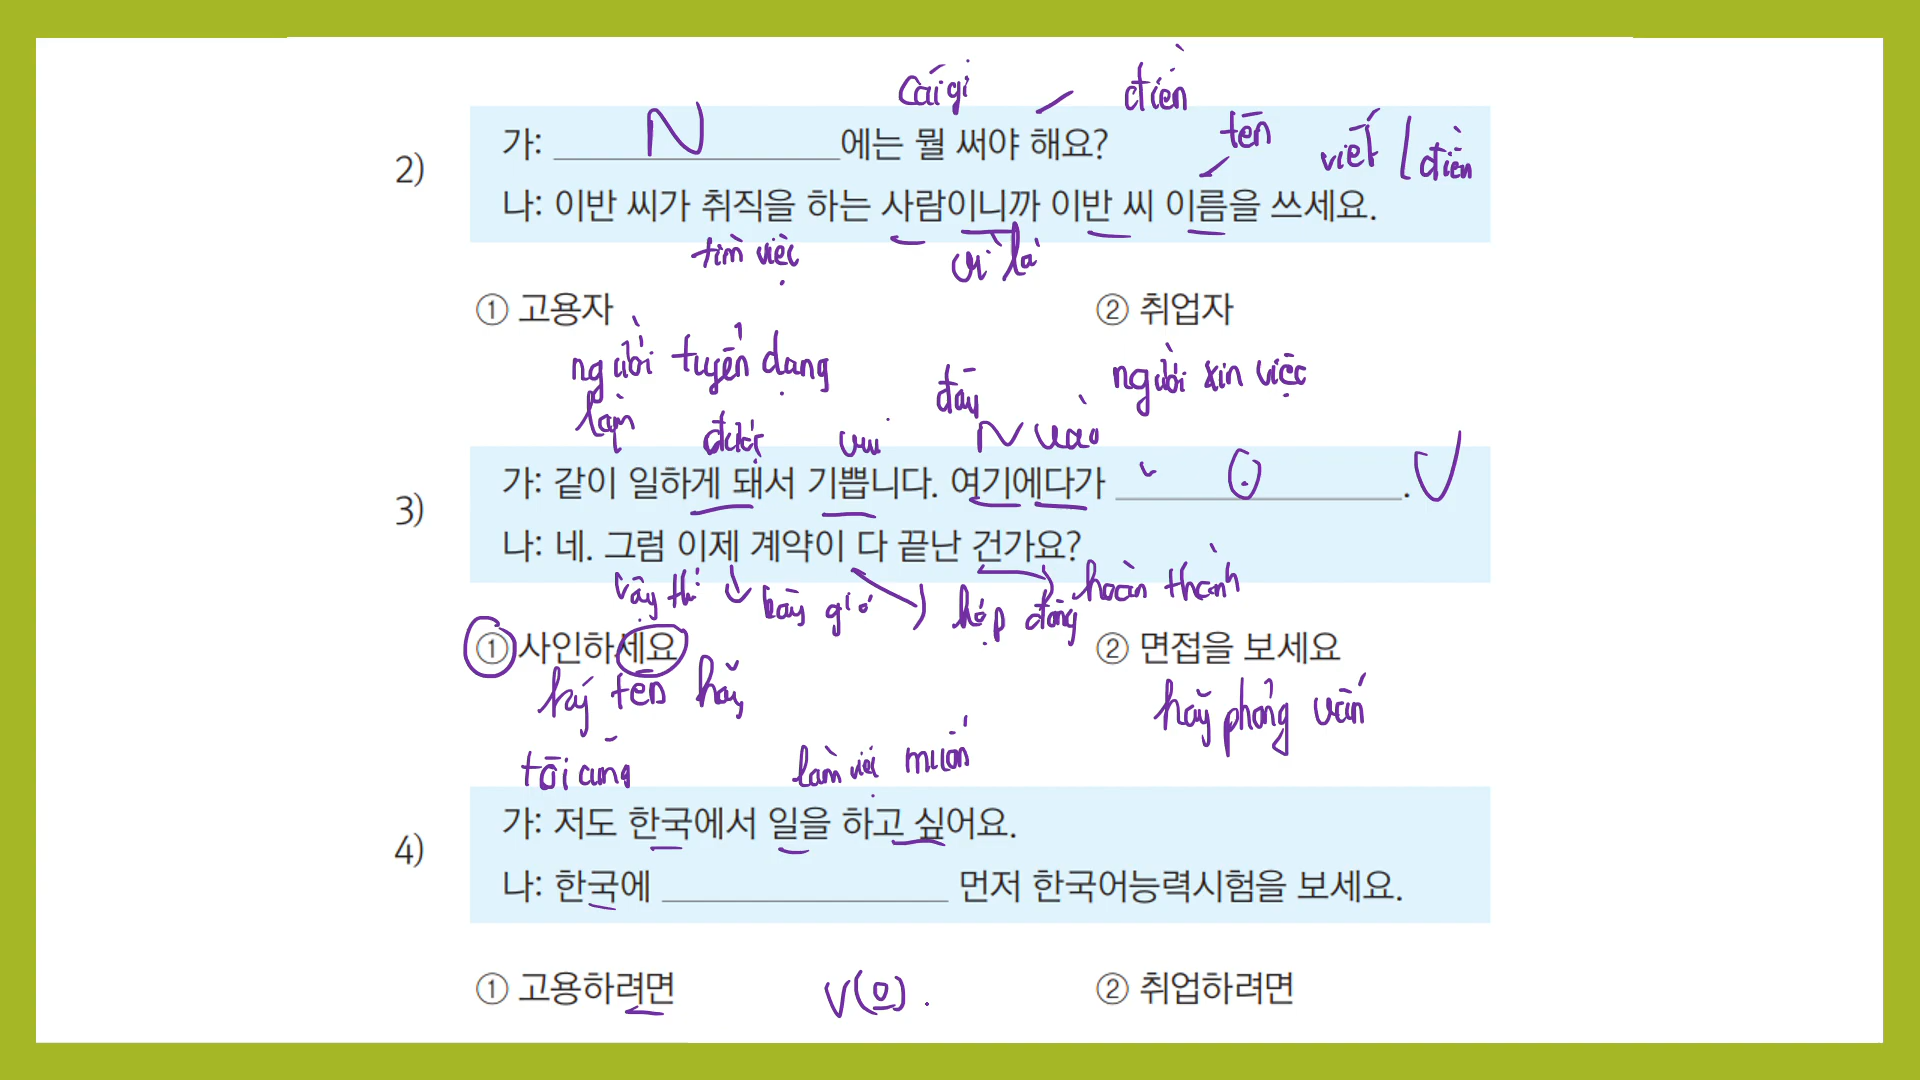 cái gì điền
2) 가: N 에는 뭘 써야 해요? tên viết điền
나: 이반 씨가 취직을 하는 사람이니까 이반 씨 이름을 쓰세요.
tìm việc vì là
① 고용자 ② 취업자
người tuyển dụng người xin việc
đây
được vui N vào
3) 가: 같이 일하게 돼서 기쁩니다. 여기에다가 ____________. V
나: 네. 그럼 이제 계약이 다 끝난 건가요?
vậy thì bây giờ hợp đồng hoàn thành
① 사인하세요 ② 면접을 보세요
ký tên hãy hãy phỏng vấn
tôi cũng làm việc muốn
4) 가: 저도 한국에서 일을 하고 싶어요.
나: 한국에 ____________ 먼저 한국어능력시험을 보세요.
① 고용하려면 V(으). ② 취업하려면